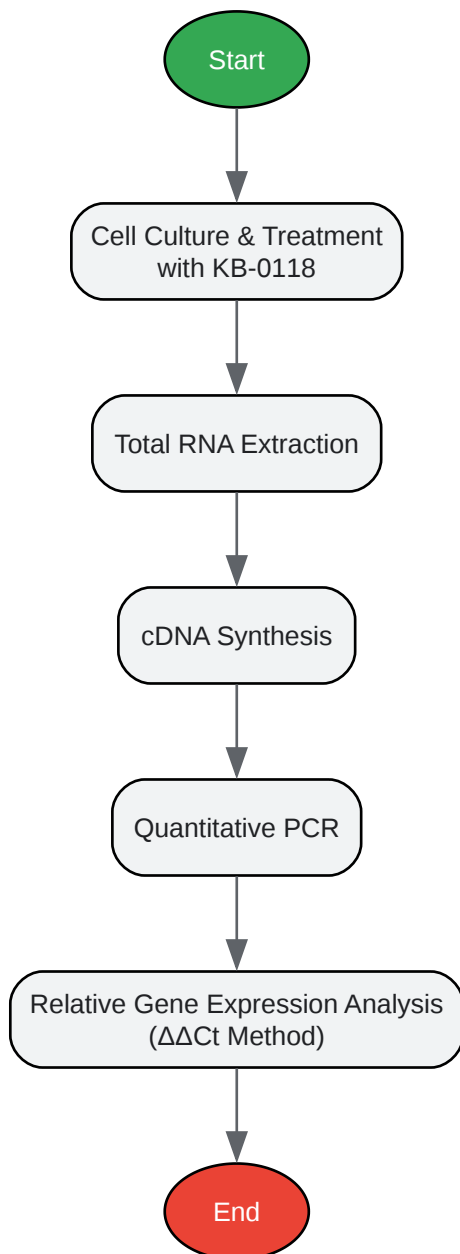 Start
Cell Culture & Treatment
with KB-0118
Total RNA Extraction
cDNA Synthesis
Quantitative PCR
Relative Gene Expression Analysis
(ΔΔCt Method)
End